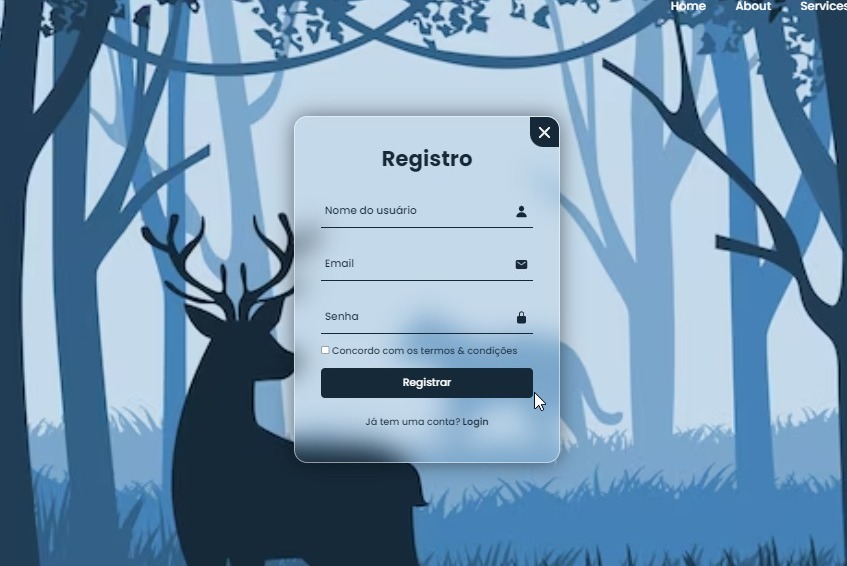 Home About Services
Registro
Nome do usuário
Email
Senha
Concordo com os termos & condições
Registrar
Já tem uma conta? Login